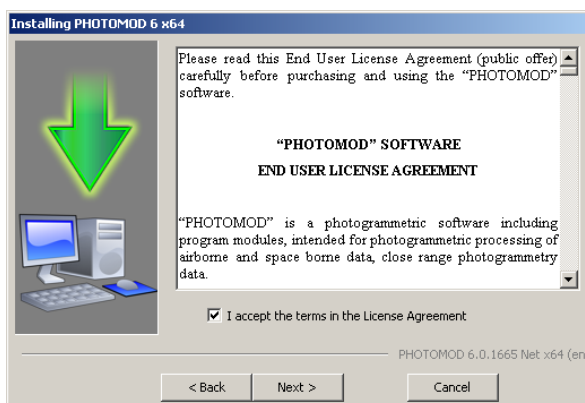 Installing PHOTOMOD 6 x64
Please read this End User License Agreement (public offer)
carefully before purchasing and using the “PHOTOMOD”
software.
“PHOTOMOD” SOFTWARE
END USER LICENSE AGREEMENT
“PHOTOMOD” is a photogrammetric software including
program modules, intended for photogrammetric processing of
airborne and space borne data, close range photogrammetry
data.
I accept the terms in the License Agreement
PHOTOMOD 6.0.1665 Net x64 (en
< Back
Next >
Cancel